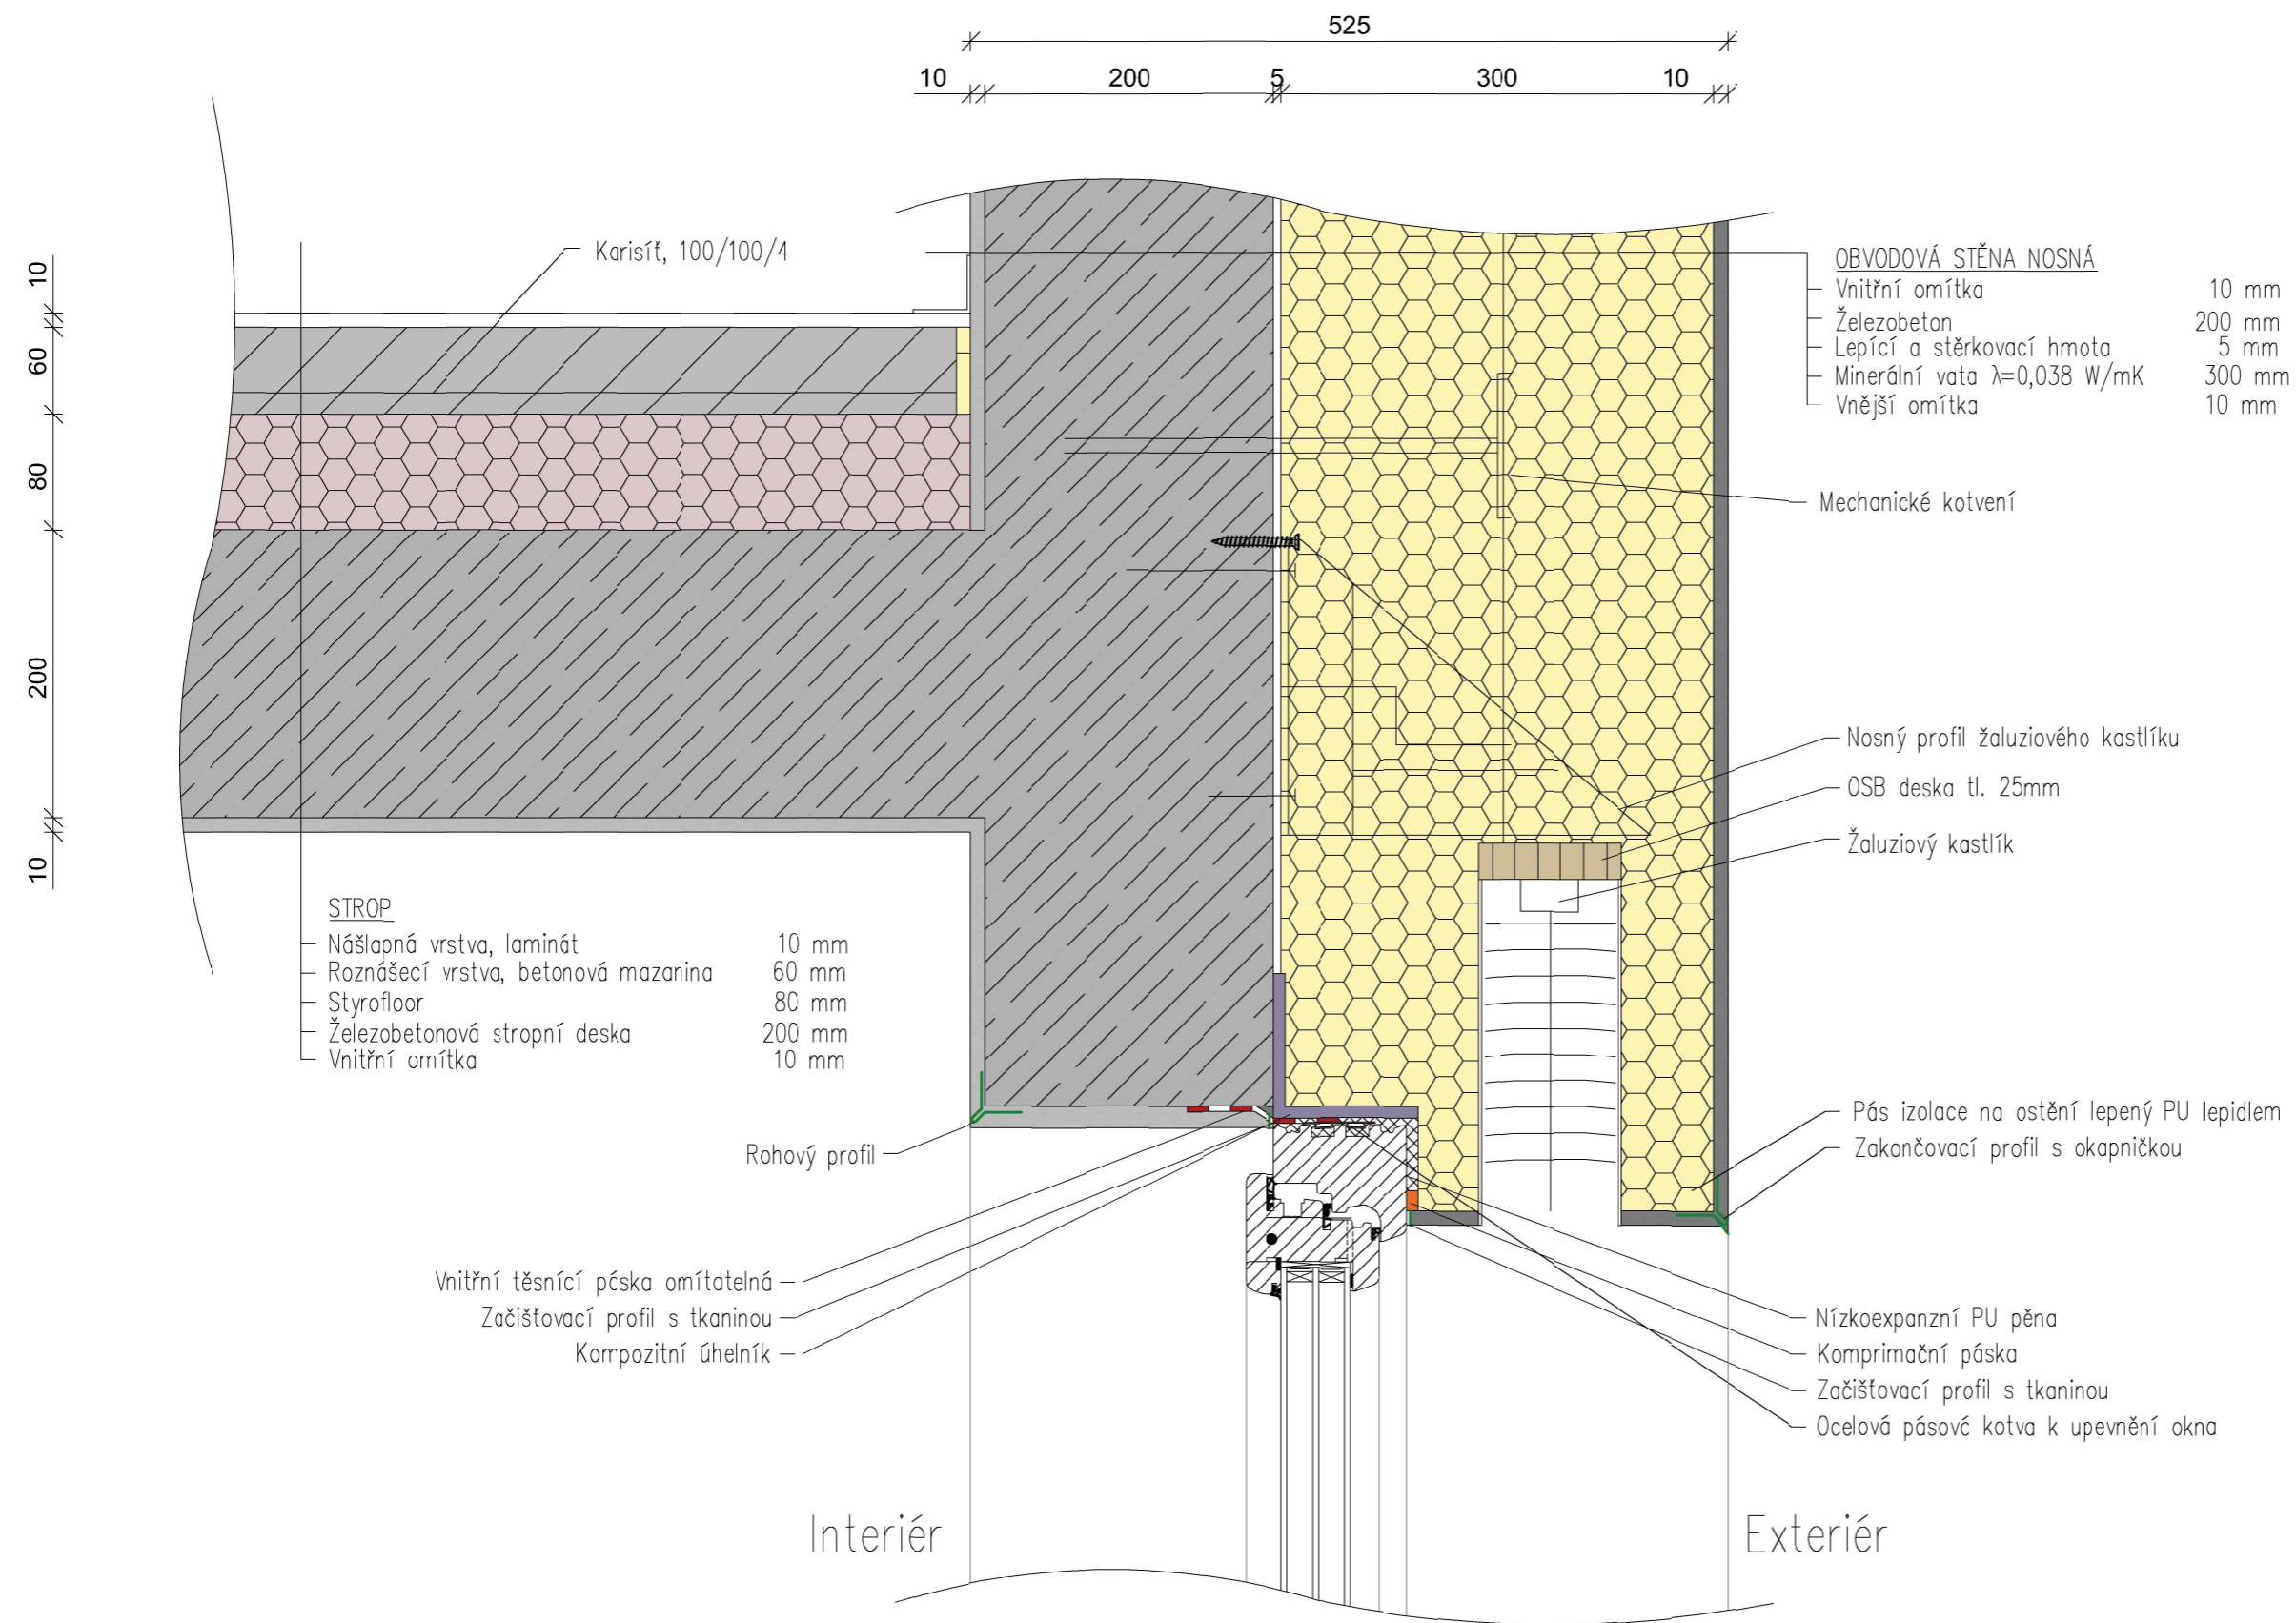 525
10 200 5 300 10
Karisíť, 100/100/4
OBVODOVÁ STĚNA NOSNÁ
Vnitřní omítka 10 mm
Železobeton 200 mm
Lepící a stěrkovací hmota 5 mm
Minerální vata λ=0,038 W/mK 300 mm
Vnější omítka 10 mm
10
60
80
200
10
Mechanické kotvení
Nosný profil žaluziového kastlíku
OSB deska tl. 25mm
Žaluziový kastlík
STROP
Nášlapná vrstva, laminát 10 mm
Roznášecí vrstva, betonová mazanina 60 mm
Styrofloor 80 mm
Železobetonová stropní deska 200 mm
Vnitřní omítka 10 mm
Rohový profil
Pás izolace na ostění lepený PU lepidlem
Zakončovací profil s okapničkou
Vnitřní těsnící páska omítatelná
Začišťovací profil s tkaninou
Kompozitní úhelník
Nízkoexpanzní PU pěna
Komprimační páska
Začišťovací profil s tkaninou
Ocelová pásová kotva k upevnění okna
Interiér
Exteriér